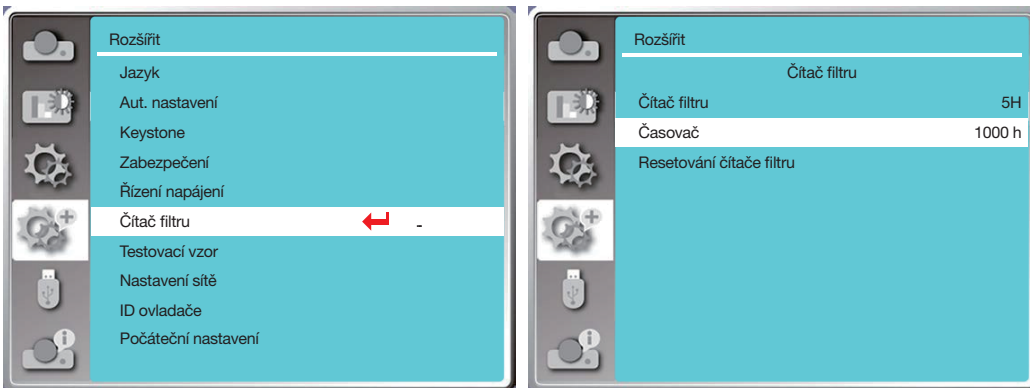 Rozšířit
Jazyk
Aut. nastavení
Keystone
Zabezpečení
Řízení napájení
Čítač filtru -
Testovací vzor
Nastavení sítě
ID ovladače
Počáteční nastavení
Rozšířit
Čítač filtru
Čítač filtru 5H
Časovač 1000 h
Resetování čítače filtru